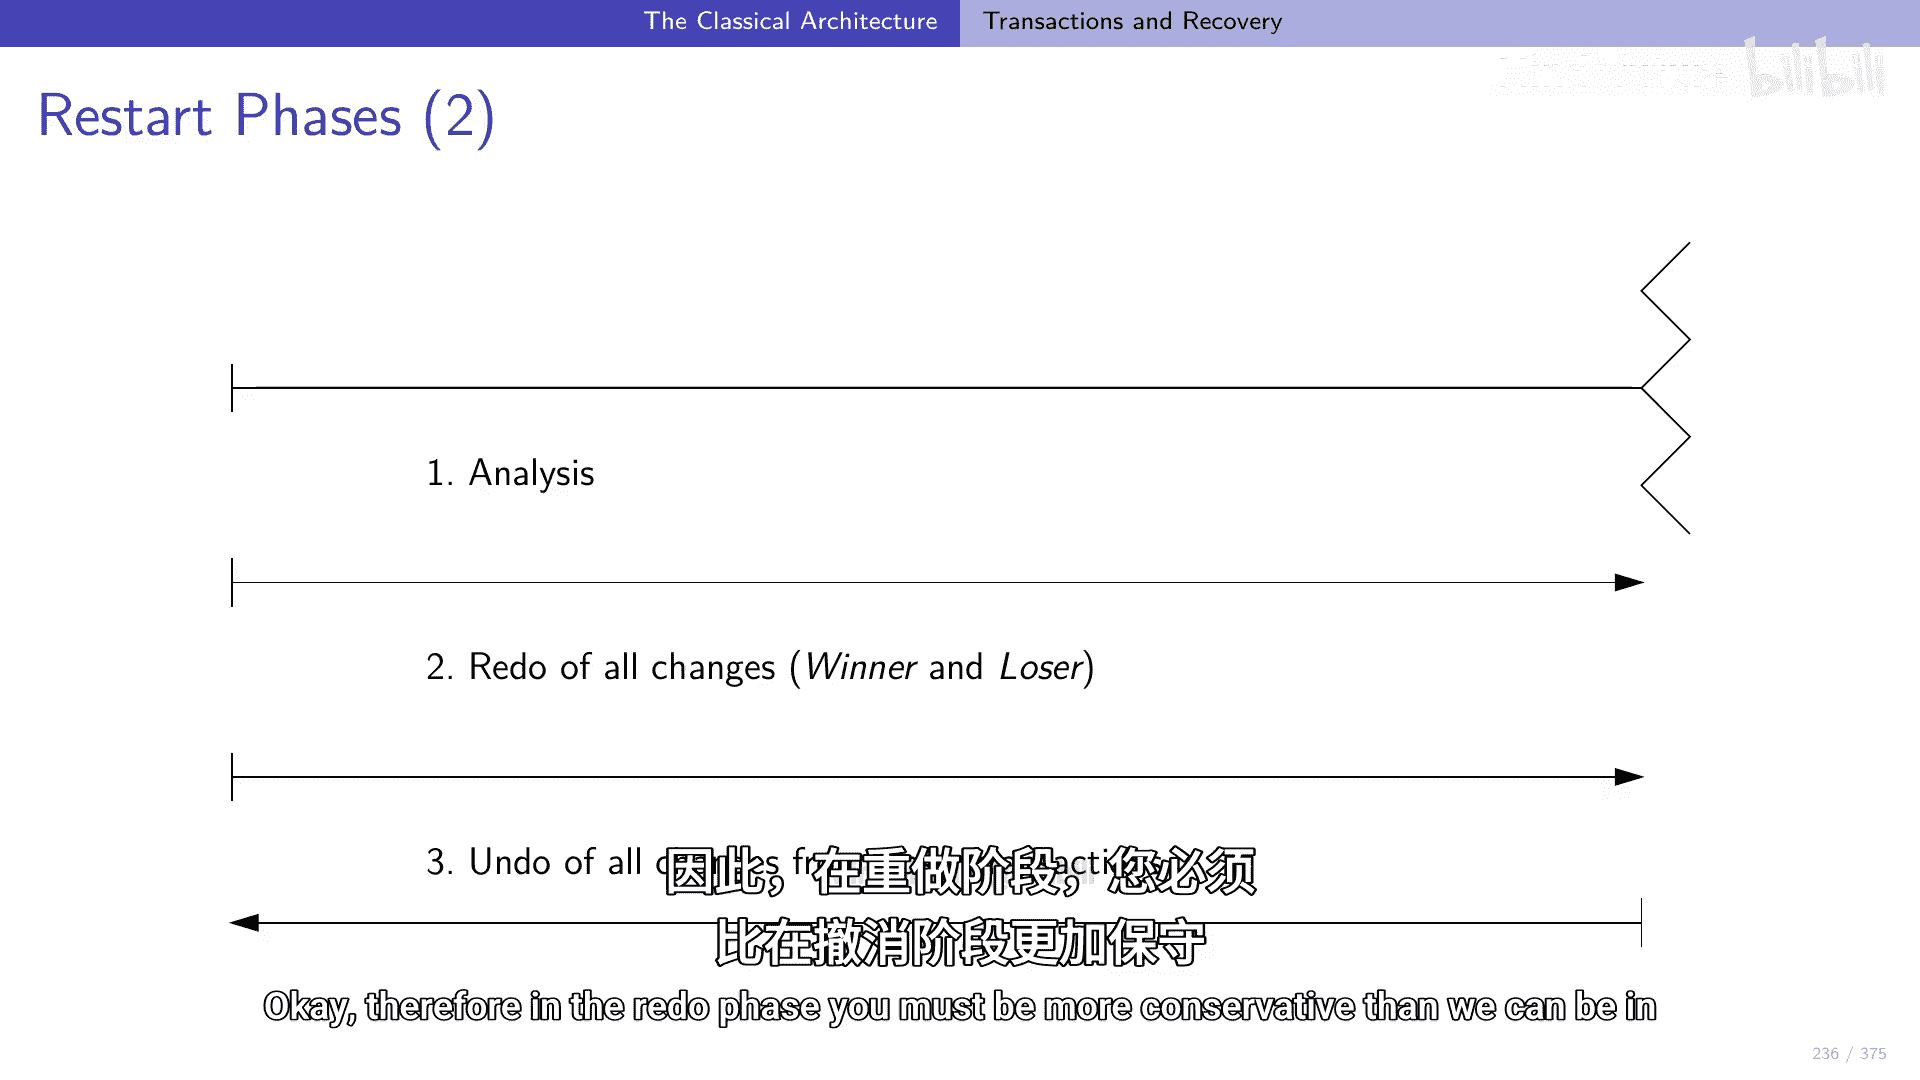 The Classical Architecture Transactions and Recovery
bilibili
Restart Phases (2)
1. Analysis
2. Redo of all changes (Winner and Loser)
3. Undo of all
因此，在重做阶段，您必须
比在撤消阶段更加保守
Okay, therefore in the redo phase you must be more conservative than we can be in
236 / 375